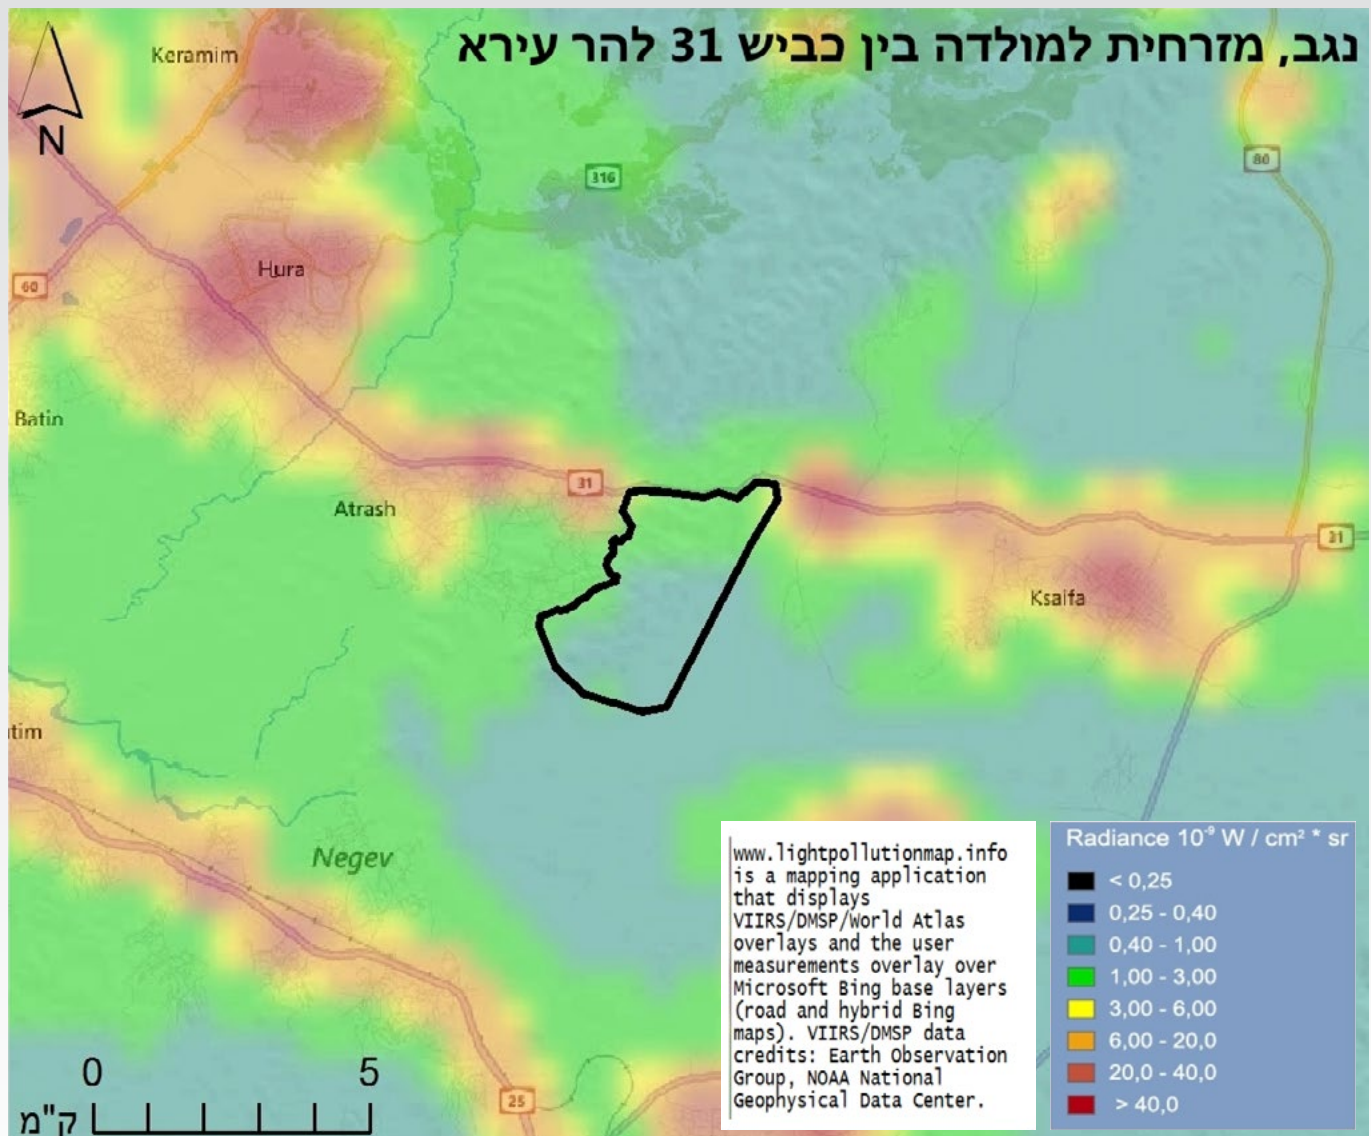 נגב, מזרחית למולדה בין כביש 31 להר עירא
N
Keramim
316
80
60
Hura
Batin
31
Atrash
31
Ksaifa
tim
Negev
25
0 5
ק"מ
www.lightpollutionmap.info
is a mapping application
that displays
VIIRS/DMSP/World Atlas
overlays and the user
measurements overlay over
Microsoft Bing base layers
(road and hybrid Bing
maps). VIIRS/DMSP data
credits: Earth Observation
Group, NOAA National
Geophysical Data Center.
Radiance 10⁻⁹ W / cm² * sr
< 0,25
0,25 - 0,40
0,40 - 1,00
1,00 - 3,00
3,00 - 6,00
6,00 - 20,0
20,0 - 40,0
> 40,0